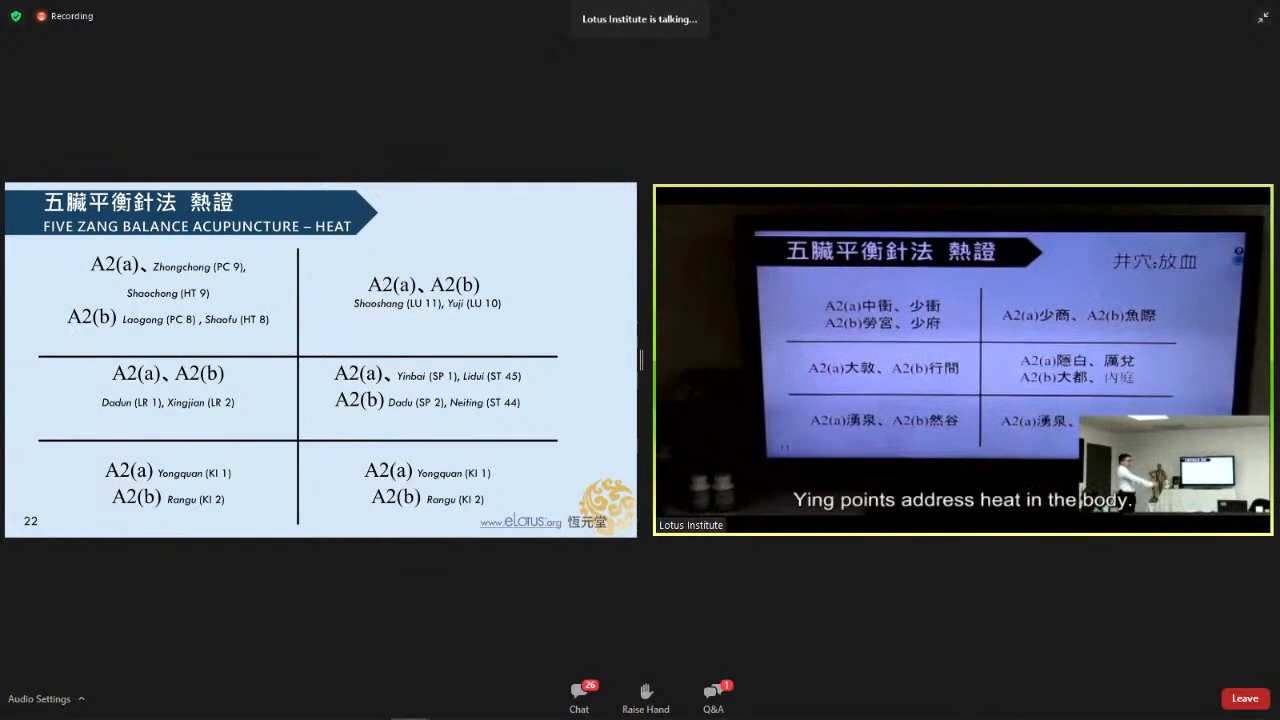 Recording
Lotus Institute is talking...
五臟平衡針法 熱證
FIVE ZANG BALANCE ACUPUNCTURE – HEAT
A2(a)、Zhongchong (PC 9),
Shaochong (HT 9)
A2(b) Laogong (PC 8) , Shaofu (HT 8)
A2(a)、A2(b)
Shaoshang (LU 11), Yuji (LU 10)
A2(a)、A2(b)
Dadun (LR 1), Xingjian (LR 2)
A2(a)、Yinbai (SP 1), Lidui (ST 45)
A2(b) Dadu (SP 2), Neiting (ST 44)
A2(a) Yongquan (KI 1)
A2(b) Rangu (KI 2)
A2(a) Yongquan (KI 1)
A2(b) Rangu (KI 2)
22
www.eLotus.org 恆元堂
五臟平衡針法 熱證
井穴:放血
A2(a)中衝、少衝
A2(b)勞宮、少府
A2(a)少商、A2(b)魚際
A2(a)大敦、A2(b)行間
A2(a)隱白、厲兌
A2(b)大都、內庭
A2(a)湧泉、A2(b)然谷
A2(a)湧泉、
Ying points address heat in the body.
Lotus Institute
Audio Settings
26
Chat
Raise Hand
1
Q&A
Leave